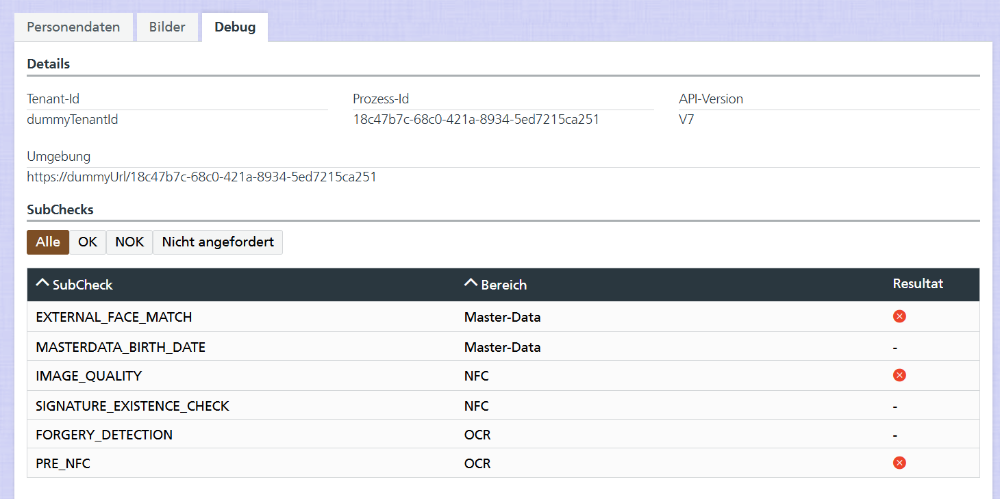 Personendaten Bilder Debug
Details
Tenant-Id Prozess-Id API-Version
dummyTenantId 18c47b7c-68c0-421a-8934-5ed7215ca251 V7
Umgebung
https://dummyUrl/18c47b7c-68c0-421a-8934-5ed7215ca251
SubChecks
Alle OK NOK Nicht angefordert
SubCheck Bereich Resultat
EXTERNAL_FACE_MATCH Master-Data
MASTERDATA_BIRTH_DATE Master-Data -
IMAGE_QUALITY NFC
SIGNATURE_EXISTENCE_CHECK NFC -
FORGERY_DETECTION OCR -
PRE_NFC OCR